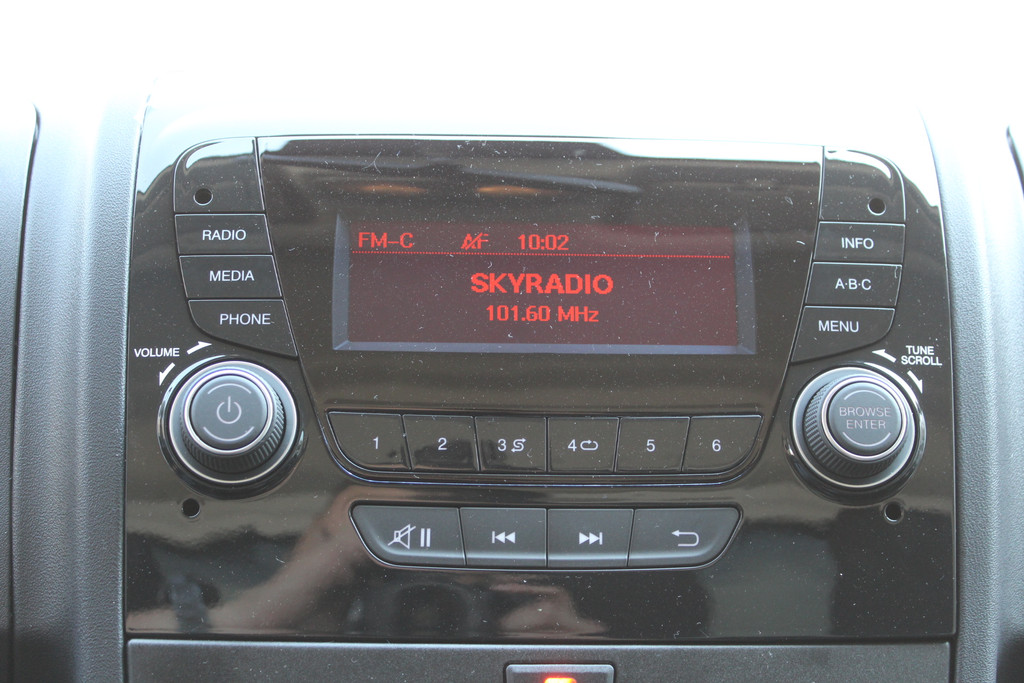 FM-C AF 10:02
SKYRADIO
101.60 MHz
RADIO
MEDIA
PHONE
VOLUME
INFO
A·B·C
MENU
TUNE
SCROLL
BROWSE
ENTER
1 2 3 4 5 6